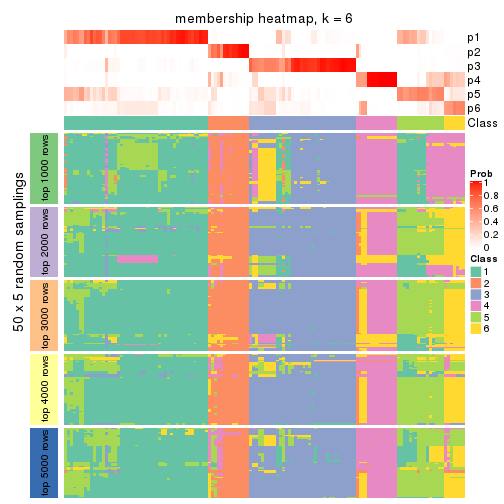 membership heatmap, k = 6
p1
p2
p3
p4
p5
p6
Class
50 x 5 random samplings
top 1000 rows
top 2000 rows
top 3000 rows
top 4000 rows
top 5000 rows
Prob
1
0.8
0.6
0.4
0.2
0
Class
1
2
3
4
5
6